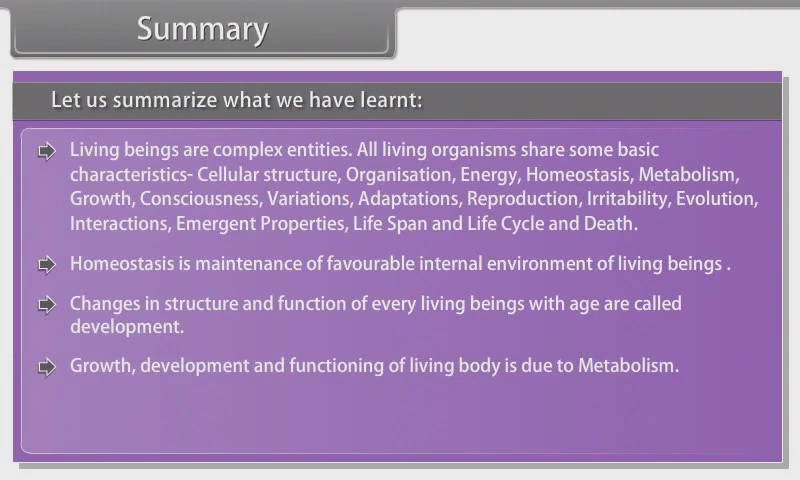 Summary
Let us summarize what we have learnt:
Living beings are complex entities. All living organisms share some basic
characteristics- Cellular structure, Organisation, Energy, Homeostasis, Metabolism,
Growth, Consciousness, Variations, Adaptations, Reproduction, Irritability, Evolution,
Interactions, Emergent Properties, Life Span and Life Cycle and Death.
Homeostasis is maintenance of favourable internal environment of living beings .
Changes in structure and function of every living beings with age are called
development.
Growth, development and functioning of living body is due to Metabolism.